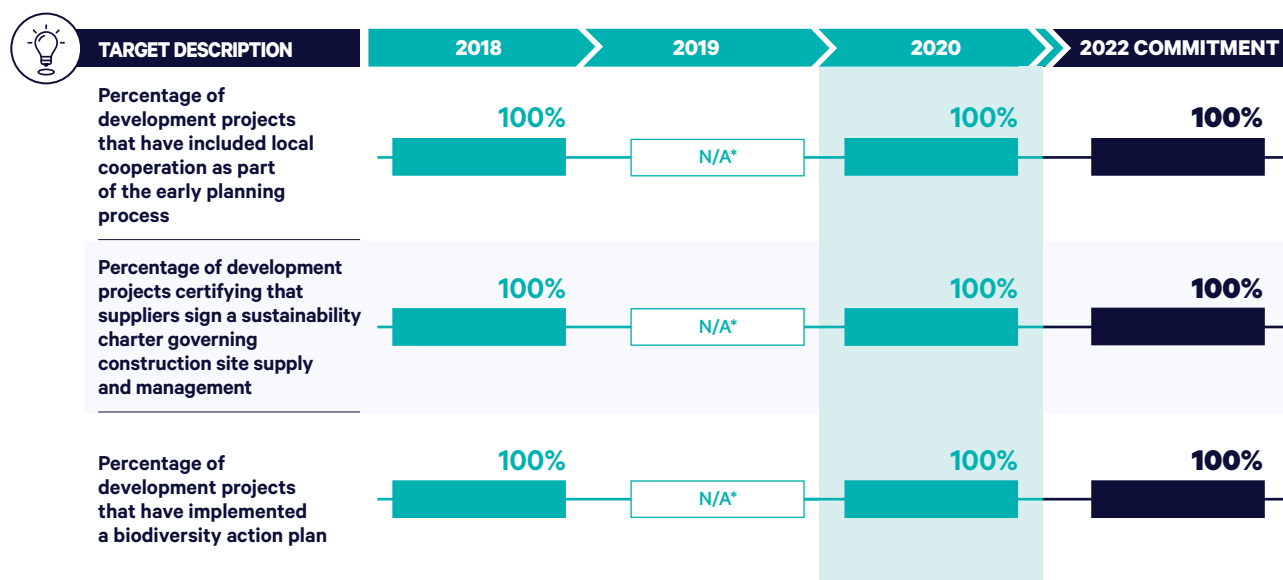 TARGET DESCRIPTION 2018 2019 2020 2022 COMMITMENT
Percentage of
development projects
that have included local
cooperation as part
of the early planning
process
100% N/A* 100% 100%
Percentage of development
projects certifying that
suppliers sign a sustainability
charter governing
construction site supply
and management
100% N/A* 100% 100%
Percentage of
development projects
that have implemented
a biodiversity action plan
100% N/A* 100% 100%